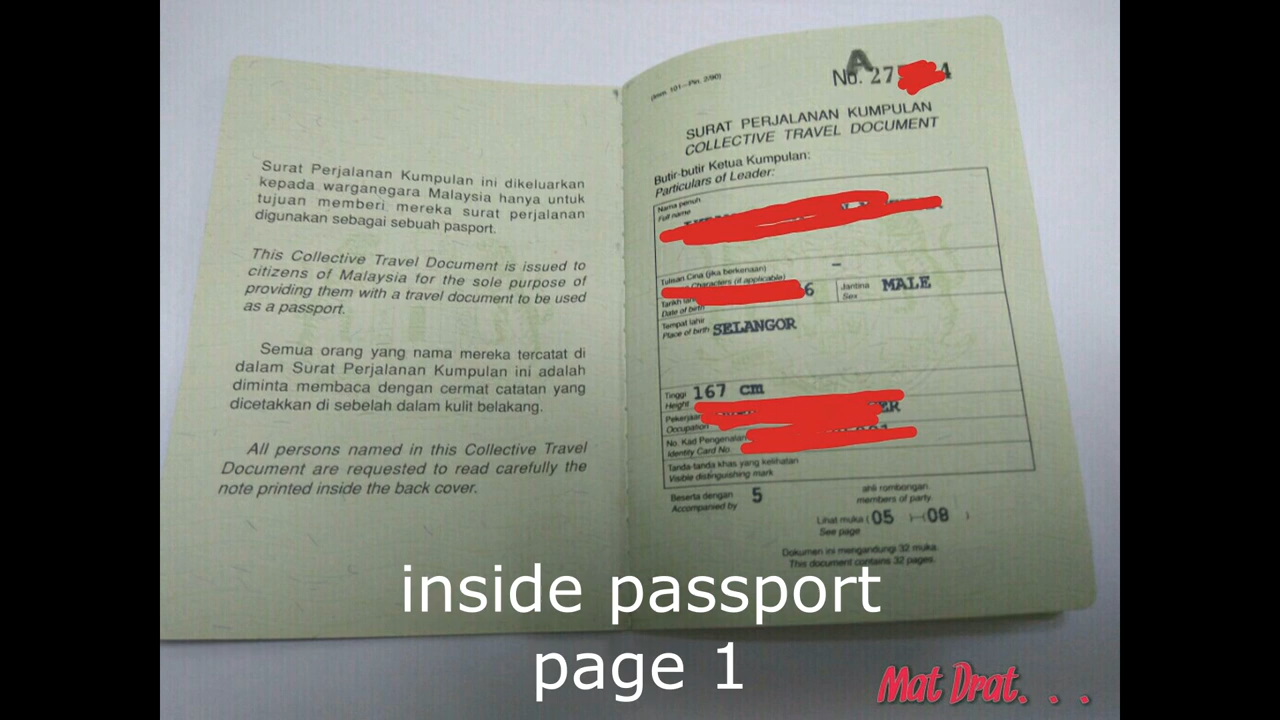 Surat Perjalanan Kumpulan ini dikeluarkan
kepada warganegara Malaysia hanya untuk
tujuan memberi mereka surat perjalanan
digunakan sebagai sebuah pasport.
This Collective Travel Document is issued to
citizens of Malaysia for the sole purpose of
providing them with a travel document to be used
as a passport.
Semua orang yang nama mereka tercatat di
dalam Surat Perjalanan Kumpulan ini adalah
diminta membaca dengan cermat catatan yang
dicetakkan di sebelah dalam kulit belakang.
All persons named in this Collective Travel
Document are requested to read carefully the
note printed inside the back cover.
(Imm. 101—Pin. 2/90)
A
No. 27 4
SURAT PERJALANAN KUMPULAN
COLLECTIVE TRAVEL DOCUMENT
Butir-butir Ketua Kumpulan:
Particulars of Leader:
Nama penuh
Full name
Tulisan Cina (jika berkenaan) –
Characters (if applicable)
Tarikh lahir 6
Date of birth
Jantina MALE
Sex
Tempat lahir
Place of birth SELANGOR
Tinggi 167 cm
Height
Pekerjaan ER
Occupation
No. Kad Pengenalan
Identity Card No.
Tanda-tanda khas yang kelihatan
Visible distinguishing mark
Beserta dengan 5 ahli rombongan.
Accompanied by members of party.
Lihat muka ( 05 — 08 )
See page
Dokumen ini mengandungi 32 muka.
This document contains 32 pages.
inside passport
page 1
Mat Drat. . .